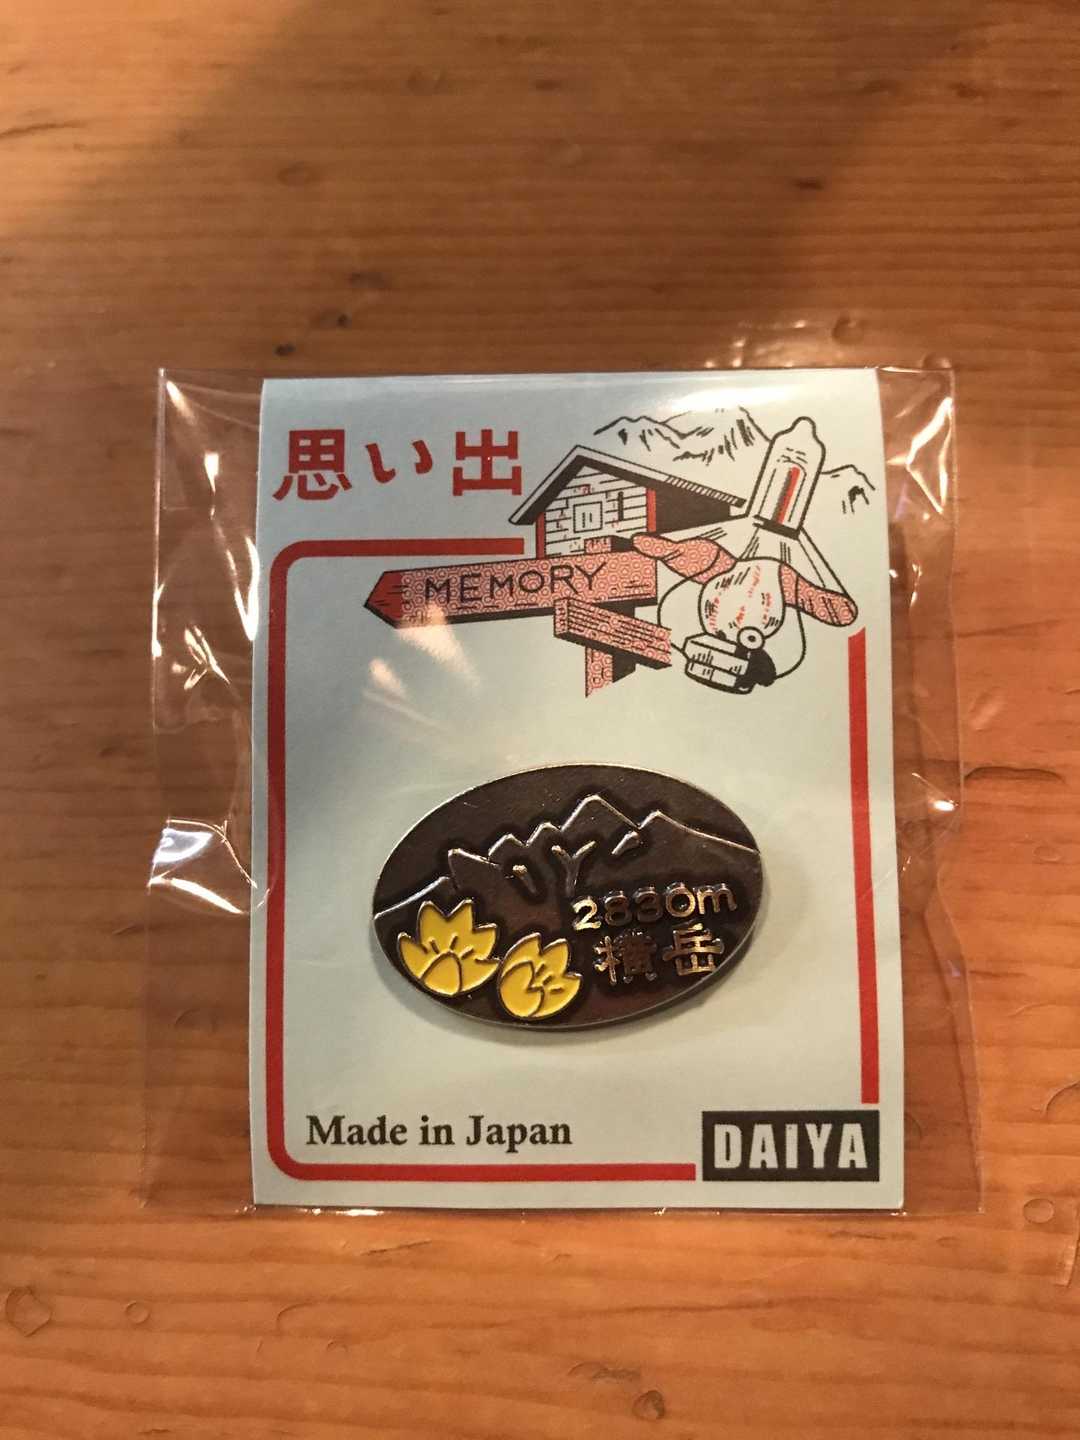 思い出
MEMORY
2830m
横岳
Made in Japan
DAIYA